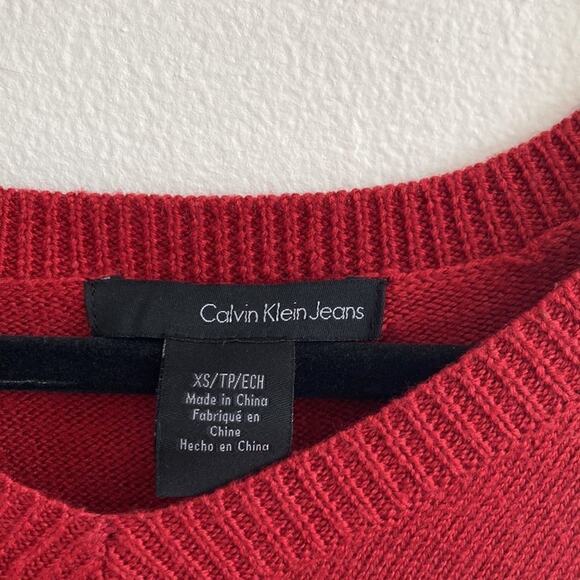 Calvin Klein Jeans
XS/TP/ECH
Made in China
Fabriqué en
Chine
Hecho en China